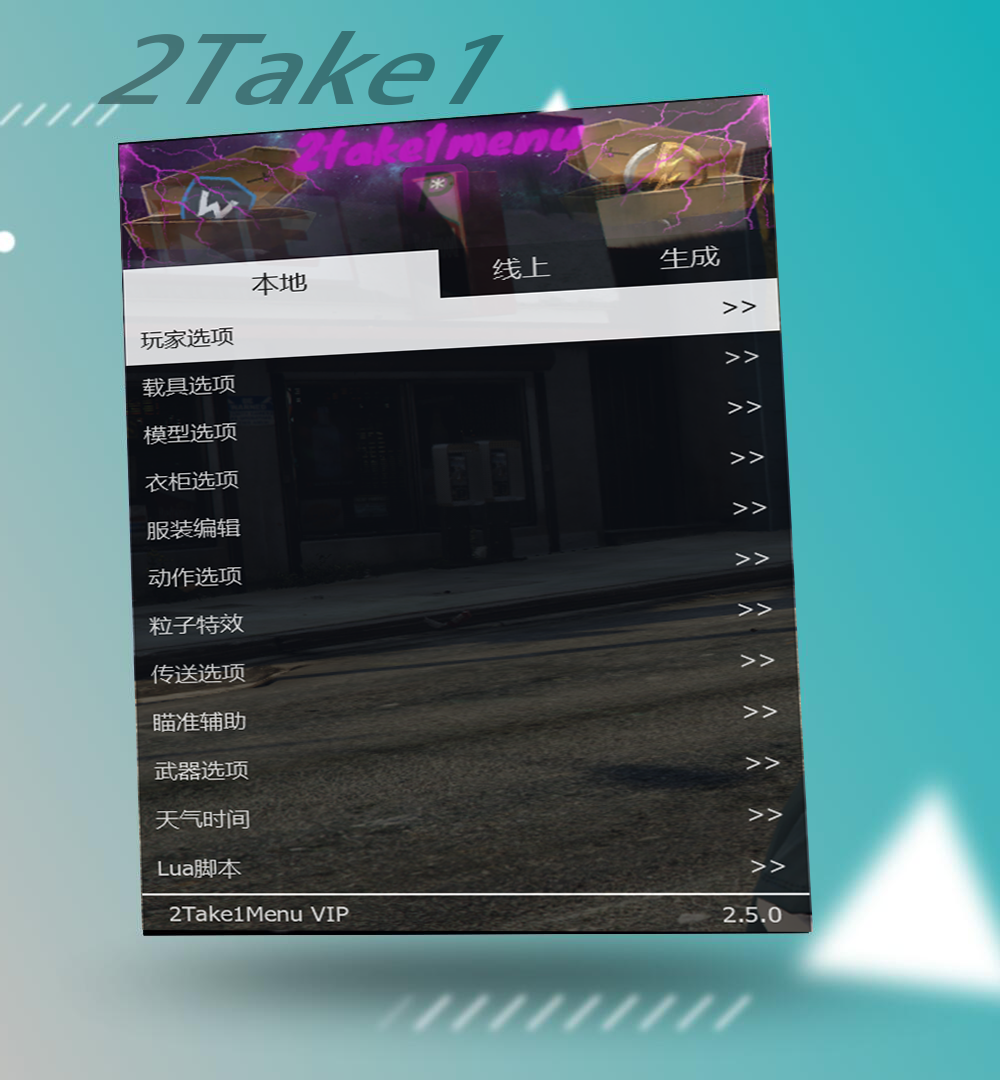 2Take1
2take1menu
本地 线上 生成
玩家选项 >>
载具选项 >>
模型选项 >>
衣柜选项 >>
服装编辑 >>
动作选项 >>
粒子特效 >>
传送选项 >>
瞄准辅助 >>
武器选项 >>
天气时间 >>
Lua脚本 >>
2Take1Menu VIP 2.5.0